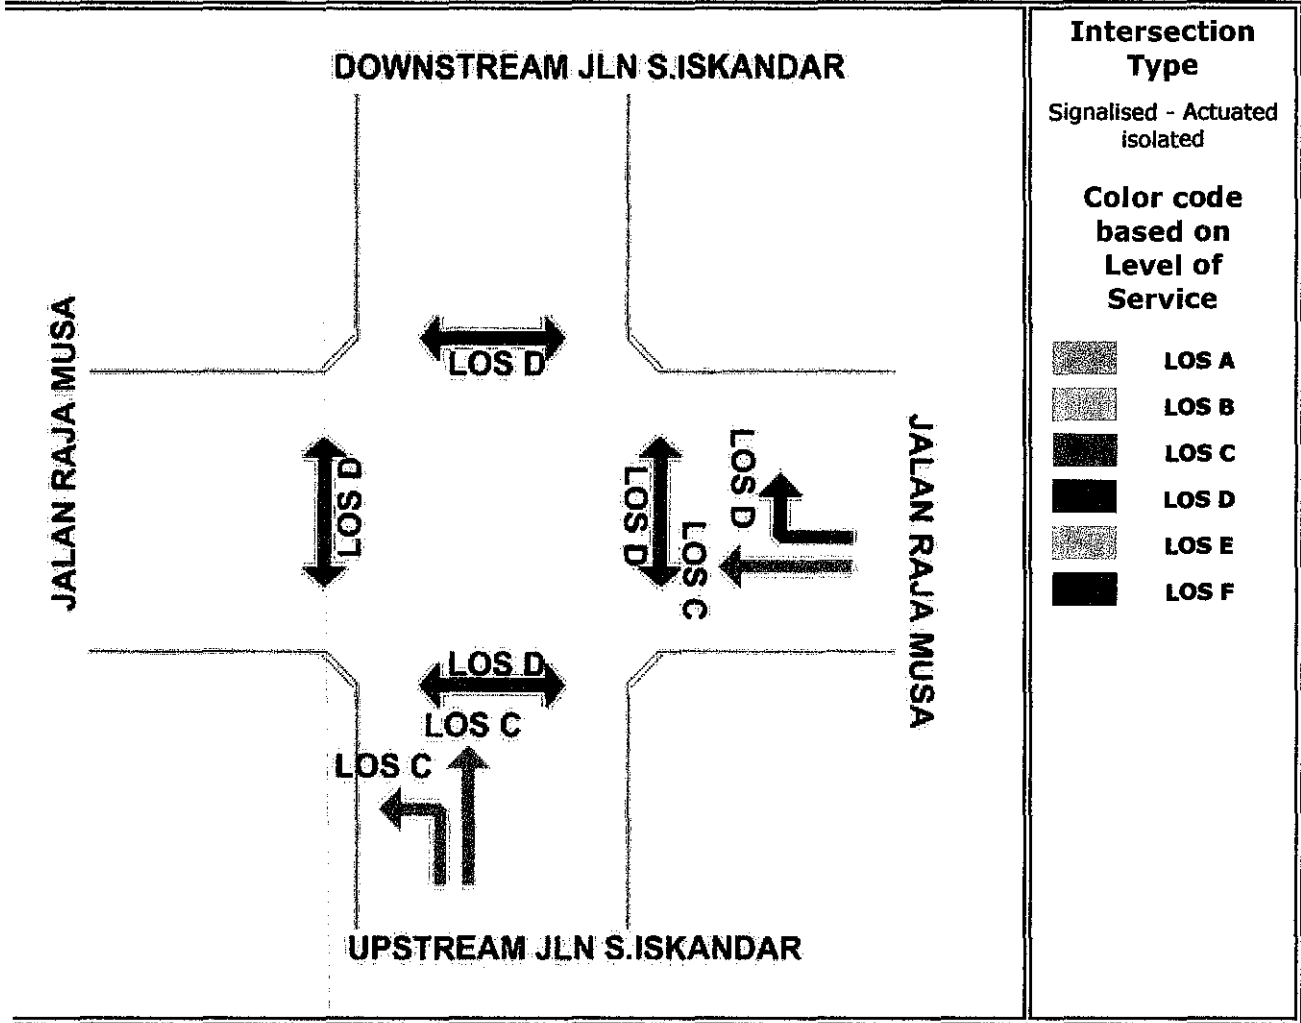 DOWNSTREAM JLN S.ISKANDAR
JALAN RAJA MUSA
LOS D
LOS D
LOS D
LOS D
LOS C
JALAN RAJA MUSA
LOS D
LOS C
LOS C
UPSTREAM JLN S.ISKANDAR
Intersection
Type
Signalised - Actuated
isolated
Color code
based on
Level of
Service
LOS A
LOS B
LOS C
LOS D
LOS E
LOS F